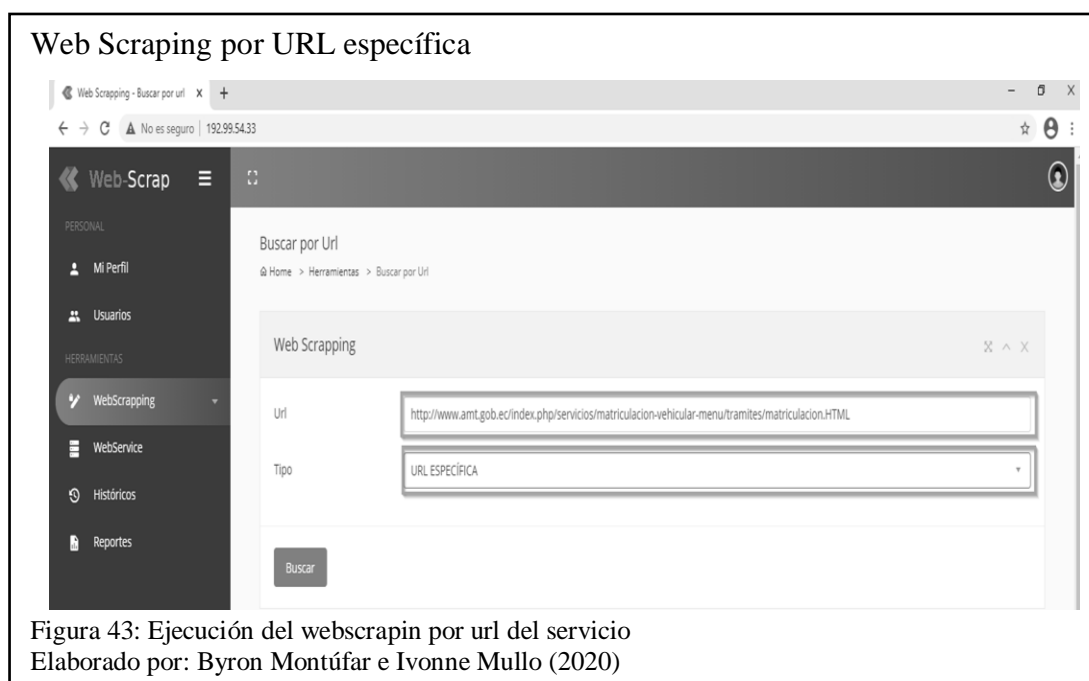 Web Scraping por URL específica
Web Scrapping - Buscar por url
No es seguro | 192.99.54.33
Web-Scrap
PERSONAL
Mi Perfil
Usuarios
HERRAMIENTAS
WebScrapping
WebService
Históricos
Reportes
Buscar por Url
Home > Herramientas > Buscar por Url
Web Scrapping
Url
http://www.amt.gob.ec/index.php/servicios/matriculacion-vehicular-menu/tramites/matriculacion.HTML
Tipo
URL ESPECÍFICA
Buscar
Figura 43: Ejecución del webscrapin por url del servicio
Elaborado por: Byron Montúfar e Ivonne Mullo (2020)